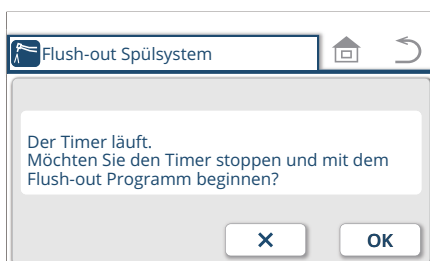 Flush-out Spülsystem
Der Timer läuft.
Möchten Sie den Timer stoppen und mit dem
Flush-out Programm beginnen?
OK